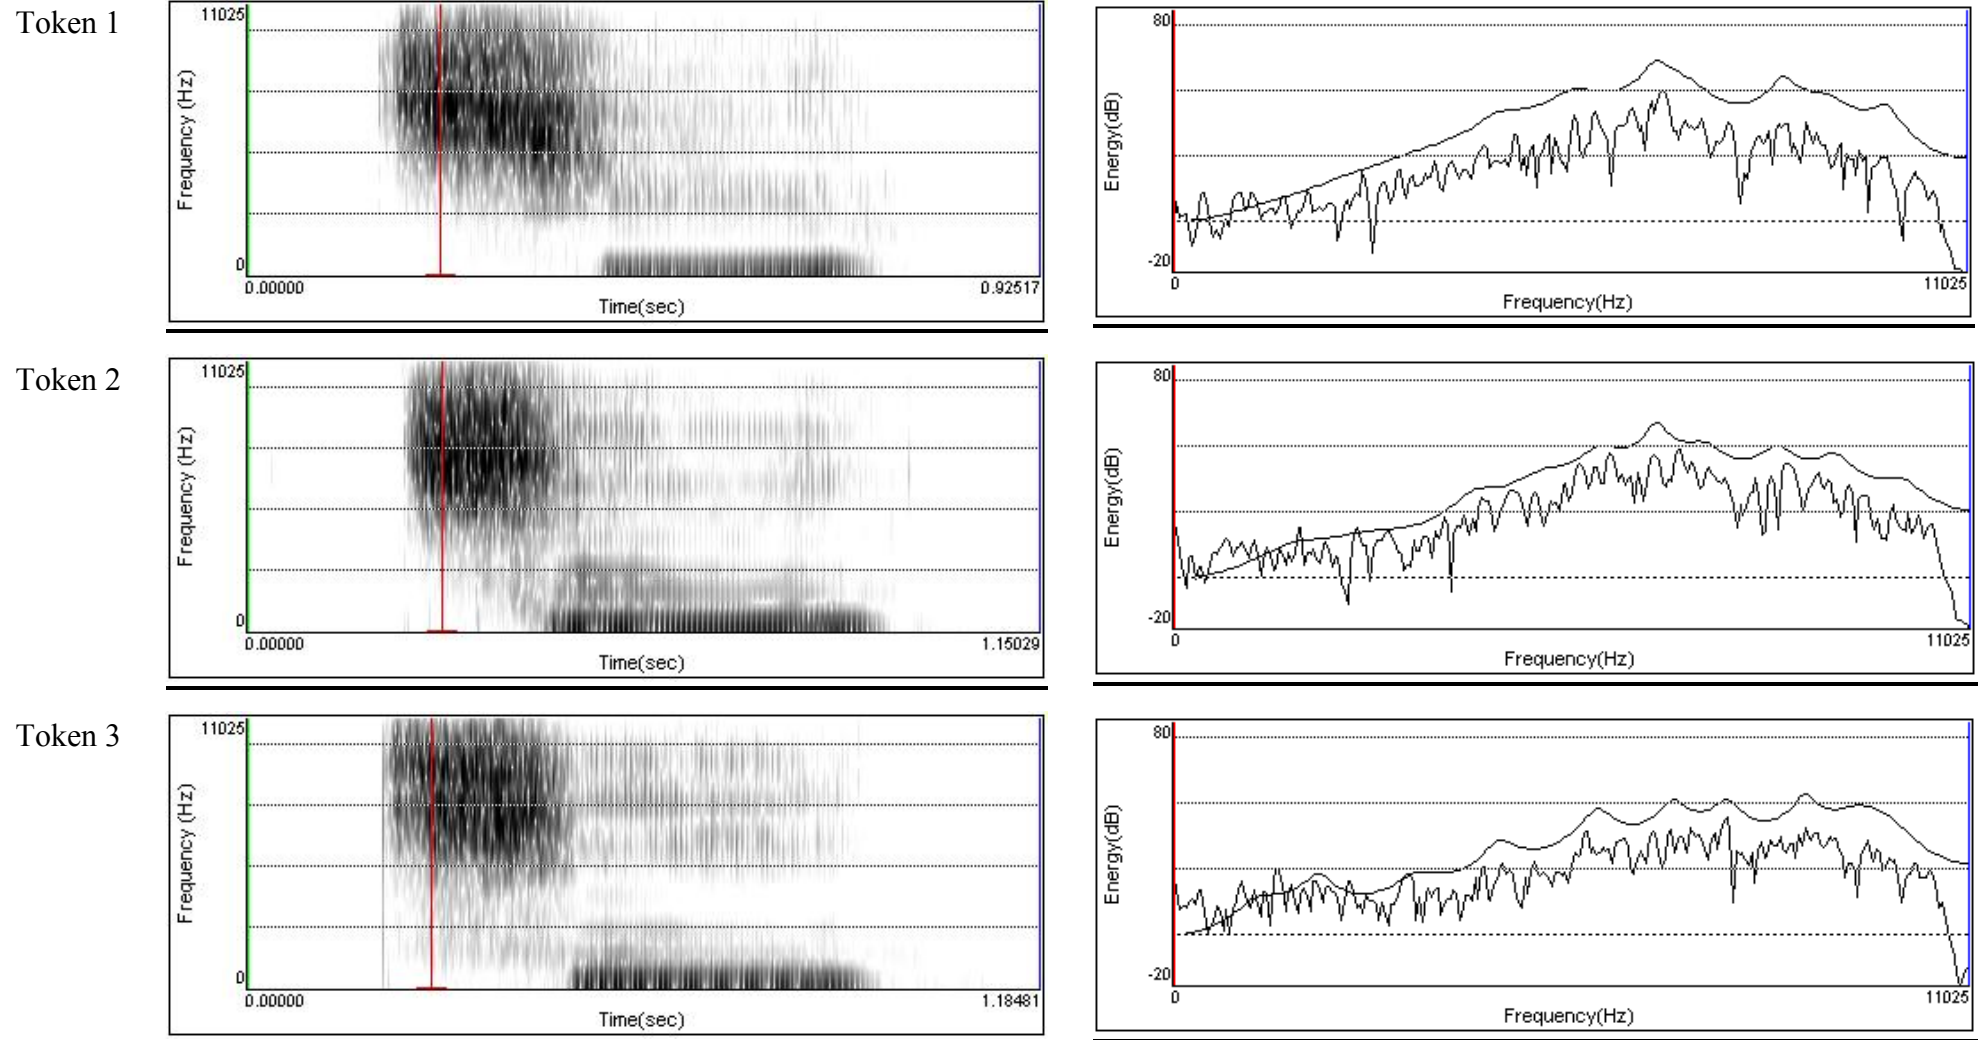 Token 1
11025
Frequency (Hz)
0
0.00000
0.92517
Time(sec)
80
Energy(dB)
-20
0
11025
Frequency(Hz)
Token 2
11025
Frequency (Hz)
0
0.00000
1.15029
Time(sec)
80
Energy(dB)
-20
0
11025
Frequency(Hz)
Token 3
11025
Frequency (Hz)
0
0.00000
1.18481
Time(sec)
80
Energy(dB)
-20
0
11025
Frequency(Hz)